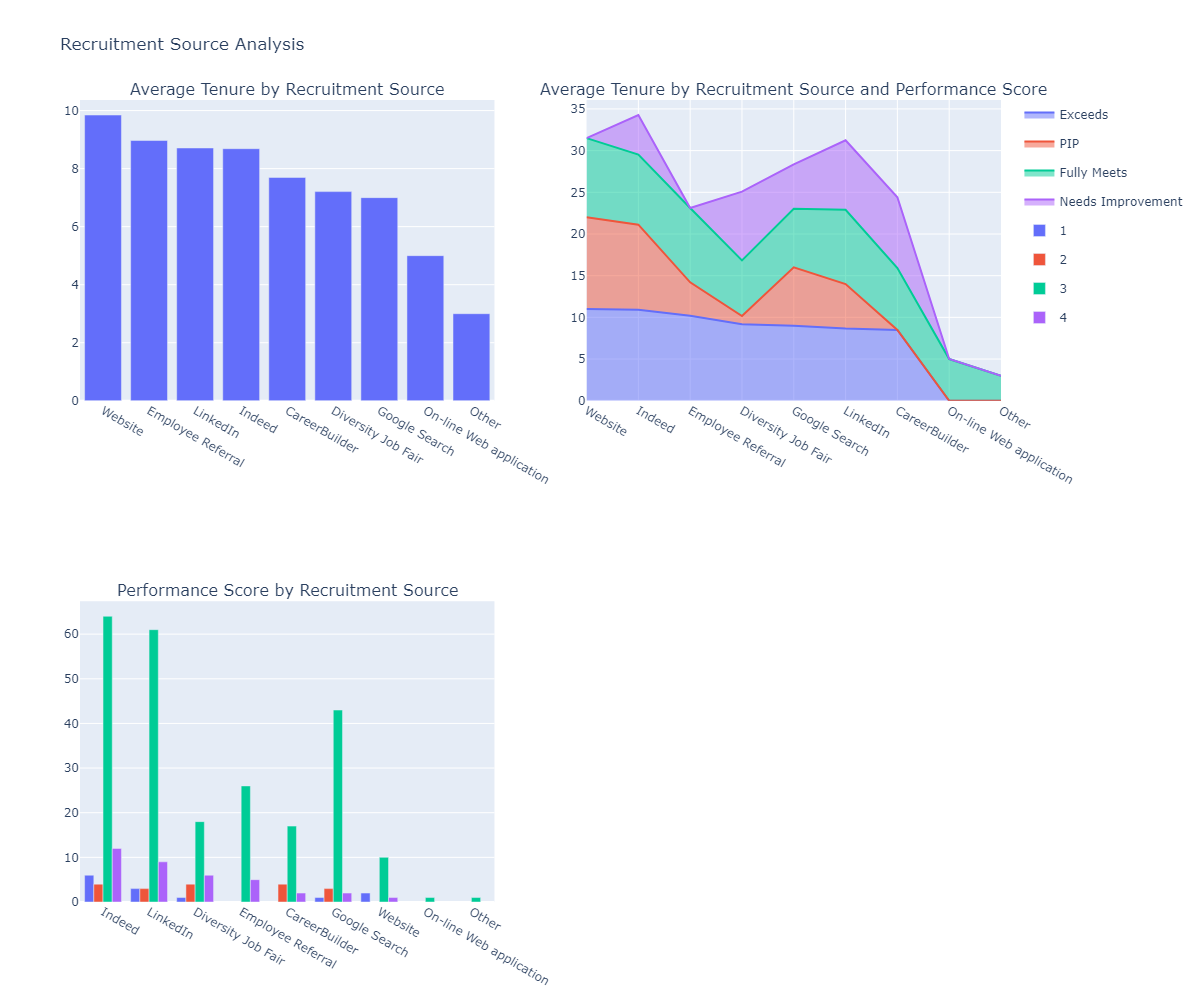 Recruitment Source Analysis
Average Tenure by Recruitment Source
10
8
6
4
2
0
Website
Employee Referral
LinkedIn
Indeed
CareerBuilder
Diversity Job Fair
Google Search
On-line Web application
Other
Average Tenure by Recruitment Source and Performance Score
35
30
25
20
15
10
5
0
Website
Indeed
Employee Referral
Diversity Job Fair
Google Search
LinkedIn
CareerBuilder
On-line Web application
Other
Exceeds
PIP
Fully Meets
Needs Improvement
1
2
3
4
Performance Score by Recruitment Source
60
50
40
30
20
10
0
Indeed
LinkedIn
Diversity Job Fair
Employee Referral
CareerBuilder
Google Search
Website
On-line Web application
Other